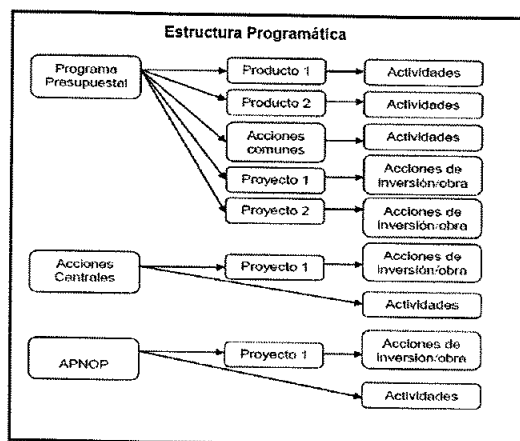 Estructura Programática
Programa
Presupuestal
Producto 1
Actividades
Producto 2
Actividades
Acciones
comunes
Actividades
Proyecto 1
Acciones de
inversión/obra
Proyecto 2
Acciones de
inversión/obra
Acciones
Centrales
Proyecto 1
Acciones de
inversión/obra
Actividades
APNOP
Proyecto 1
Acciones de
inversión/obra
Actividades